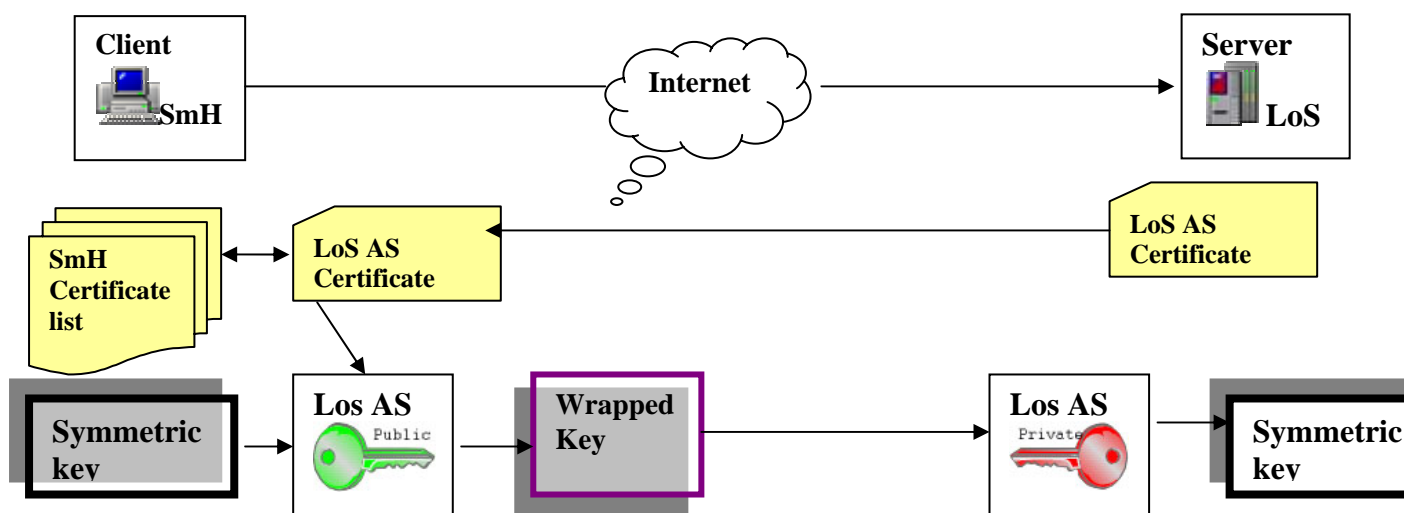 Client
SmH
Internet
Server
LoS
SmH
Certificate
list
LoS AS
Certificate
LoS AS
Certificate
Symmetric
key
Los AS
Public
Wrapped
Key
Los AS
Private
Symmetric
key